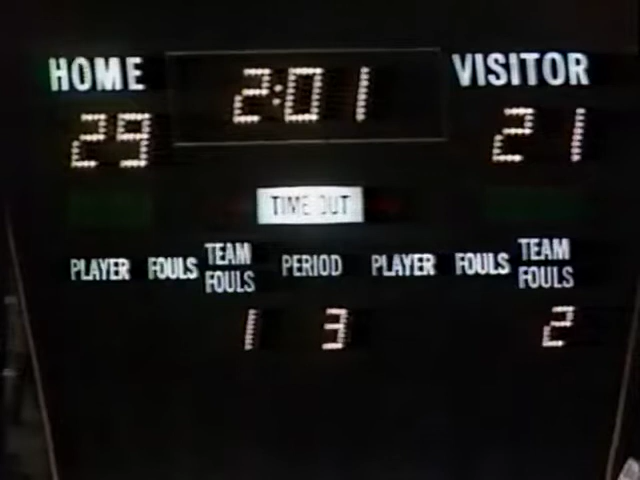 HOME 2:01 VISITOR
29 21
TIME OUT
PLAYER FOULS TEAM FOULS PERIOD PLAYER FOULS TEAM FOULS
1 3 2